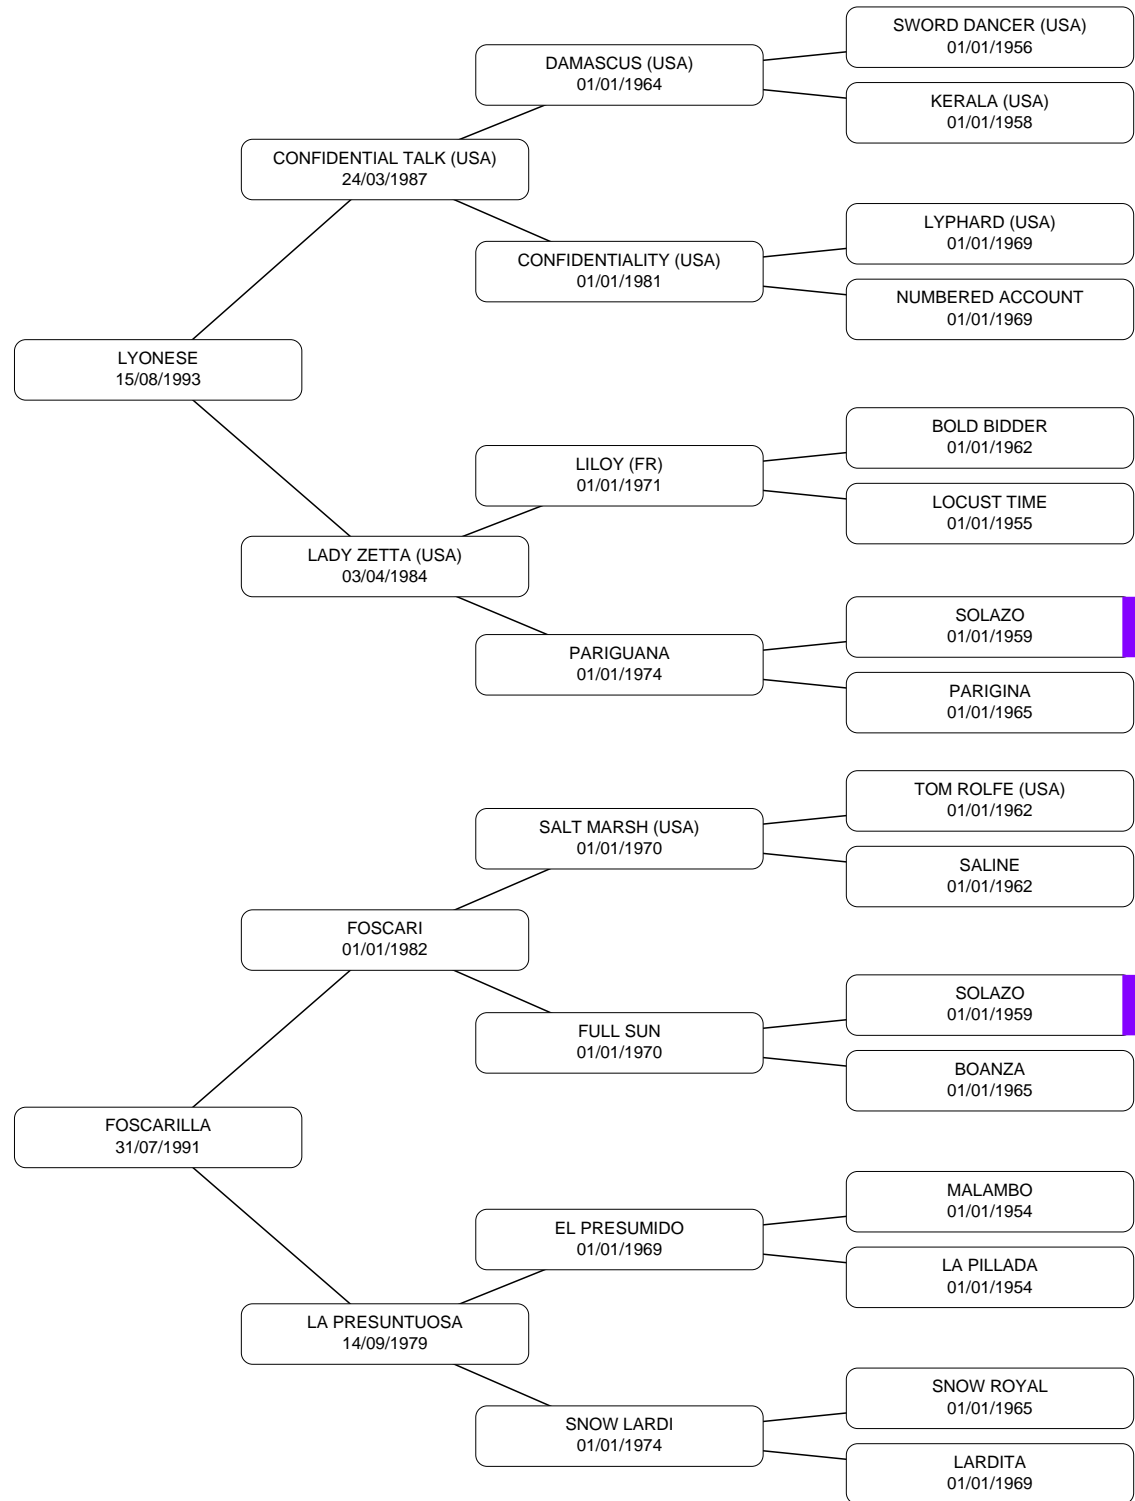 SWORD DANCER (USA)
01/01/1956
DAMASCUS (USA)
01/01/1964
KERALA (USA)
01/01/1958
CONFIDENTIAL TALK (USA)
24/03/1987
LYPHARD (USA)
01/01/1969
CONFIDENTIALITY (USA)
01/01/1981
NUMBERED ACCOUNT
01/01/1969
LYONESE
15/08/1993
BOLD BIDDER
01/01/1962
LILOY (FR)
01/01/1971
LOCUST TIME
01/01/1955
LADY ZETTA (USA)
03/04/1984
SOLAZO
01/01/1959
PARIGUANA
01/01/1974
PARIGINA
01/01/1965
TOM ROLFE (USA)
01/01/1962
SALT MARSH (USA)
01/01/1970
SALINE
01/01/1962
FOSCARI
01/01/1982
SOLAZO
01/01/1959
FULL SUN
01/01/1970
BOANZA
01/01/1965
FOSCARILLA
31/07/1991
MALAMBO
01/01/1954
EL PRESUMIDO
01/01/1969
LA PILLADA
01/01/1954
LA PRESUNTUOSA
14/09/1979
SNOW ROYAL
01/01/1965
SNOW LARDI
01/01/1974
LARDITA
01/01/1969